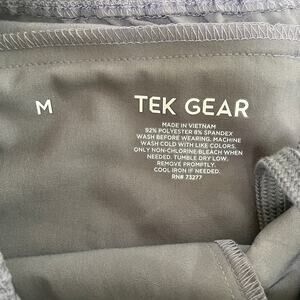 M
TEK GEAR
MADE IN VIETNAM
92% POLYESTER 8% SPANDEX
WASH BEFORE WEARING. MACHINE
WASH COLD WITH LIKE COLORS.
ONLY NON-CHLORINE-BLEACH WHEN
NEEDED. TUMBLE DRY LOW.
REMOVE PROMPTLY.
COOL IRON IF NEEDED.
RN# 73277